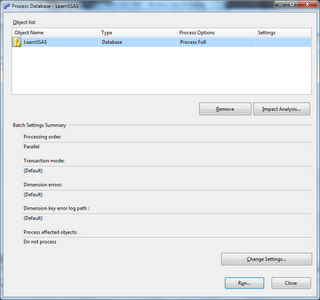 Process Database - LearnSSAS
Object list:
Object Name Type Process Options Settings
LearnSSAS Database Process Full
Remove Impact Analysis...
Batch Settings Summary
Processing order:
Parallel
Transaction mode:
(Default)
Dimension errors:
(Default)
Dimension key error log path :
(Default)
Process affected objects:
Do not process
Change Settings...
Run... Close